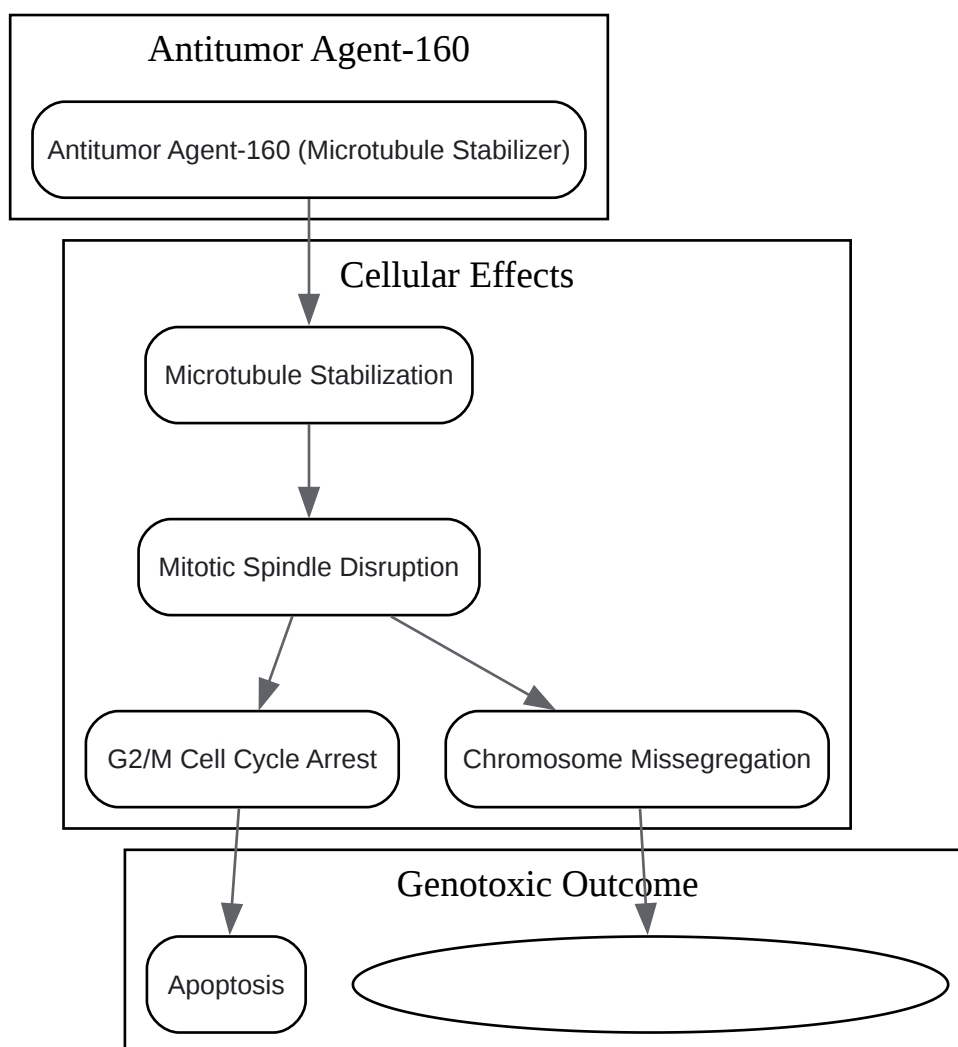 Antitumor Agent-160
Antitumor Agent-160 (Microtubule Stabilizer)
Cellular Effects
Microtubule Stabilization
Mitotic Spindle Disruption
G2/M Cell Cycle Arrest
Chromosome Missegregation
Genotoxic Outcome
Apoptosis